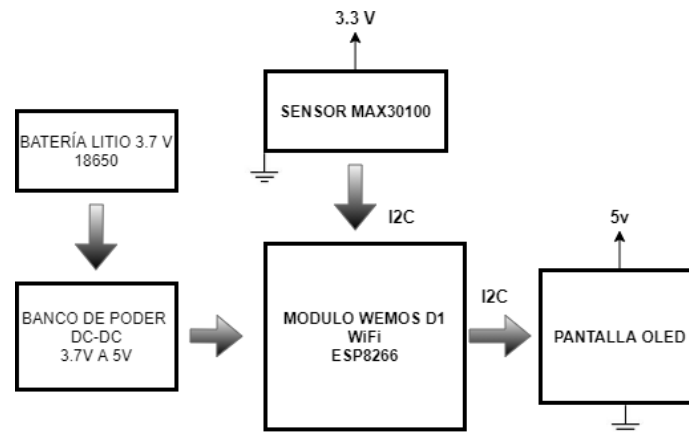 3.3 V
SENSOR MAX30100
BATERÍA LITIO 3.7 V
18650
I2C
5v
BANCO DE PODER
DC-DC
3.7V A 5V
MODULO WEMOS D1
WiFi
ESP8266
I2C
PANTALLA OLED